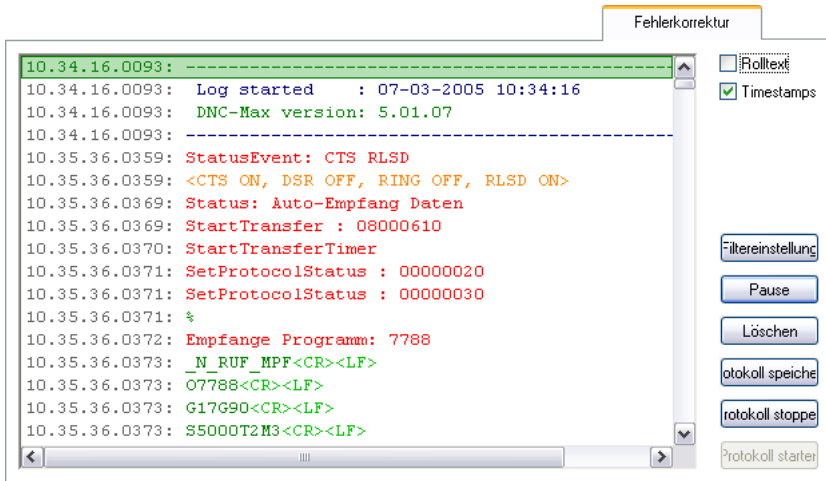 Fehlerkorrektur
10.34.16.0093: ----------------------------------------------
10.34.16.0093:  Log started    : 07-03-2005 10:34:16
10.34.16.0093:  DNC-Max version: 5.01.07
10.34.16.0093: ----------------------------------------------
10.35.36.0359: StatusEvent: CTS RLSD
10.35.36.0359: <CTS ON, DSR OFF, RING OFF, RLSD ON>
10.35.36.0369: Status: Auto-Empfang Daten
10.35.36.0369: StartTransfer : 08000610
10.35.36.0370: StartTransferTimer
10.35.36.0371: SetProtocolStatus : 00000020
10.35.36.0371: SetProtocolStatus : 00000030
10.35.36.0371: %
10.35.36.0372: Empfange Programm: 7788
10.35.36.0373: _N_RUF_MPF<CR><LF>
10.35.36.0373: O7788<CR><LF>
10.35.36.0373: G17G90<CR><LF>
10.35.36.0373: S5000T2M3<CR><LF>
Rolltext
Timestamps
Filtereinstellung
Pause
Löschen
otokoll speiche
rotokoll stoppe
Protokoll starter